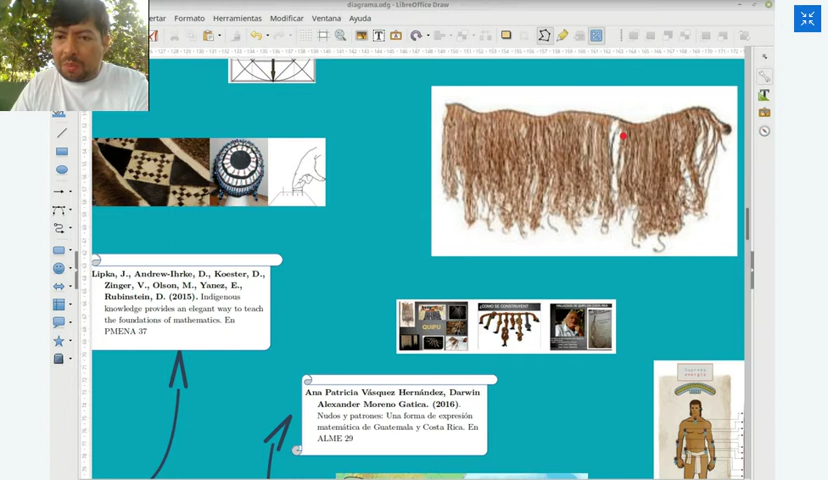 diagrama.odg - LibreOffice Draw
Formato Herramientas Modificar Ventana Ayuda
Lipka, J., Andrew-Ihrke, D., Koester, D.,
Zinger, V., Olson, M., Yanez, E.,
Rubinstein, D. (2015). Indigenous
knowledge provides an elegant way to teach
the foundations of mathematics. En
PMENA 37
QUIPU
¿COMO SE CONSTRUIAN?
Ana Patricia Vásquez Hernández, Darwin
Alexander Moreno Gatica. (2016).
Nudos y patrones: Una forma de expresión
matemática de Guatemala y Costa Rica. En
ALME 29